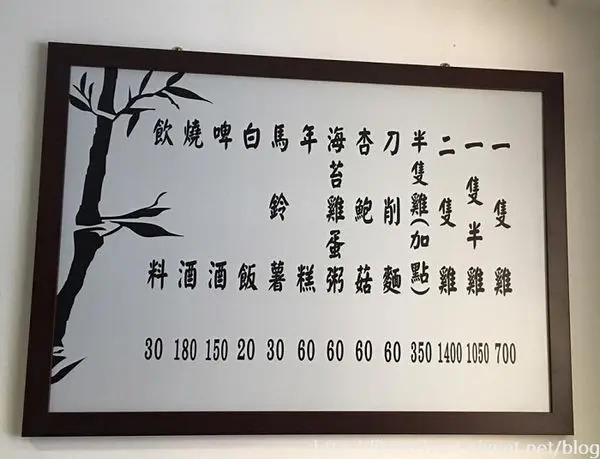 一隻雞 700
一隻半雞 1050
二隻雞 1400
半隻雞(加點) 350
刀削麵 60
杏鮑菇 60
海苔雞蛋粥 60
年糕 60
馬鈴薯 30
白飯 20
啤酒 150
燒酒 180
飲料 30
.net/blog